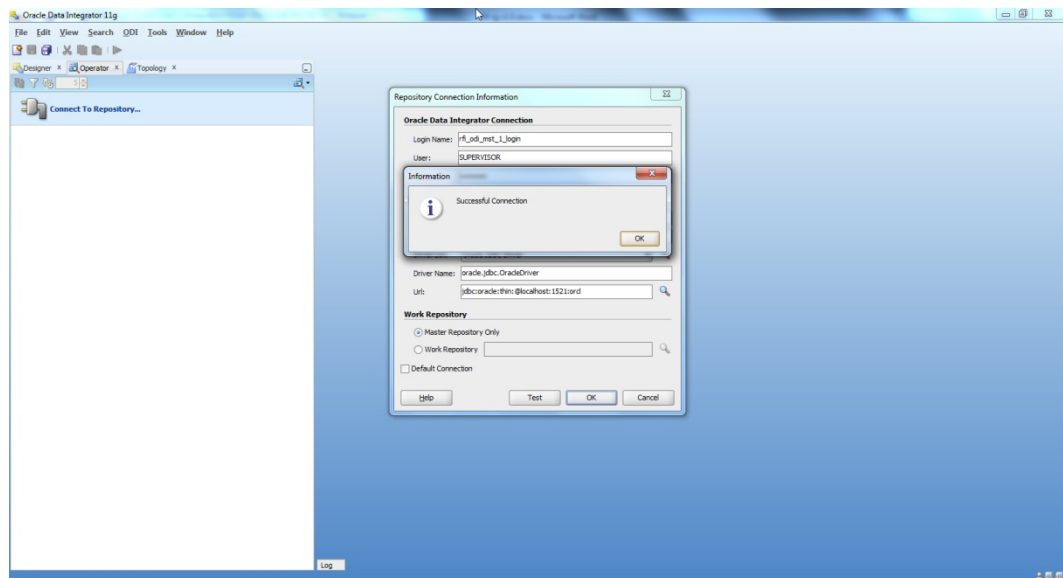 Oracle Data Integrator 11g
File Edit View Search ODI Tools Window Help
Designer x Operator x Topology x
Connect To Repository...
Repository Connection Information
Oracle Data Integrator Connection
Login Name: rfi_odi_mst_1_login
User: SUPERVISOR
Information
Successful Connection
OK
Driver Name: oracle.jdbc.OracleDriver
Url: jdbc:oracle:thin:@localhost:1521:ord
Work Repository
Master Repository Only
Work Repository
Default Connection
Help Test OK Cancel
Log